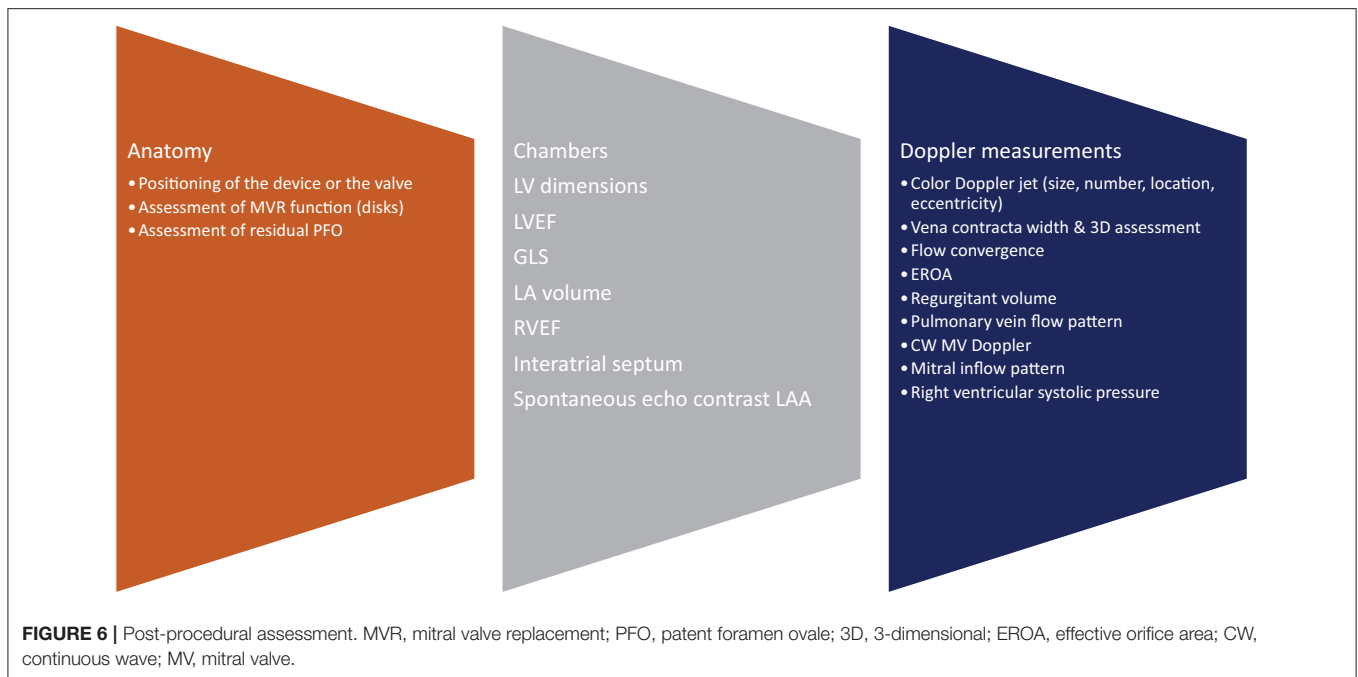 Anatomy
•Positioning of the device or the valve
•Assessment of MVR function (disks)
•Assessment of residual PFO
Chambers
LV dimensions
LVEF
GLS
LA volume
RVEF
Interatrial septum
Spontaneous echo contrast LAA
Doppler measurements
•Color Doppler jet (size, number, location,
eccentricity)
•Vena contracta width & 3D assessment
•Flow convergence
•EROA
•Regurgitant volume
•Pulmonary vein flow pattern
•CW MV Doppler
•Mitral inflow pattern
•Right ventricular systolic pressure
FIGURE 6 | Post-procedural assessment. MVR, mitral valve replacement; PFO, patent foramen ovale; 3D, 3-dimensional; EROA, effective orifice area; CW,
continuous wave; MV, mitral valve.